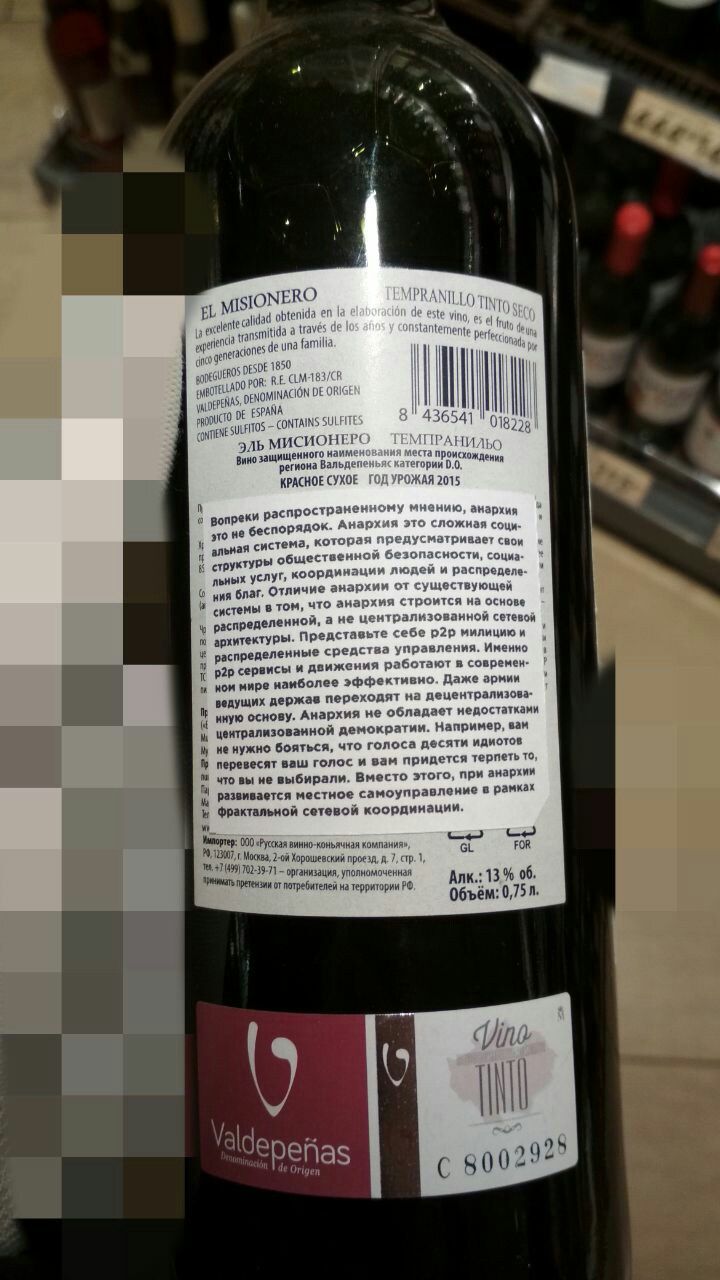 EL MISIONERO TEMPRANILLO TINTO SECO
La excelente calidad obtenida en la elaboración de este vino, es el fruto de una
experiencia transmitida a través de los años y constantemente perfeccionada por
cinco generaciones de una familia.
BODEGUEROS DESDE 1850
EMBOTELLADO POR: R.E. CLM-183/CR
VALDEPEÑAS, DENOMINACIÓN DE ORIGEN
PRODUCTO DE ESPAÑA
CONTIENE SULFITOS – CONTAINS SULFITES
8 436541 018228
ЭЛЬ МИСИОНЕРО ТЕМПРАНИЛЬО
Вино защищенного наименования места происхождения
региона Вальдепеньяс категории D.O.
КРАСНОЕ СУХОЕ ГОД УРОЖАЯ 2015
Вопреки распространенному мнению, анархия
это не беспорядок. Анархия это сложная соци-
альная система, которая предусматривает свои
структуры общественной безопасности, социа-
льных услуг, координации людей и распределе-
ния благ. Отличие анархии от существующей
системы в том, что анархия строится на основе
распределенной, а не централизованной сетевой
архитектуры. Представьте себе p2p милицию и
распределенные средства управления. Именно
p2p сервисы и движения работают в современ-
ном мире наиболее эффективно. Даже армии
ведущих держав переходят на децентрализова-
нную основу. Анархия не обладает недостатками
централизованной демократии. Например, вам
не нужно бояться, что голоса десяти идиотов
перевесят ваш голос и вам придется терпеть то,
что вы не выбирали. Вместо этого, при анархии
развивается местное самоуправление в рамках
фрактальной сетевой координации.
Импортер: ООО «Русская винно-коньячная компания»,
РФ, 123007, г. Москва, 2-ой Хорошевский проезд, д. 7, стр. 1,
тел. +7 (499) 702-39-71 – организация, уполномоченная
принимать претензии от потребителей на территории РФ.
GL FOR
Алк.: 13 % об.
Объём: 0,75 л.
Valdepeñas
Denominación de Origen
Vino
TINTO
C 8002928